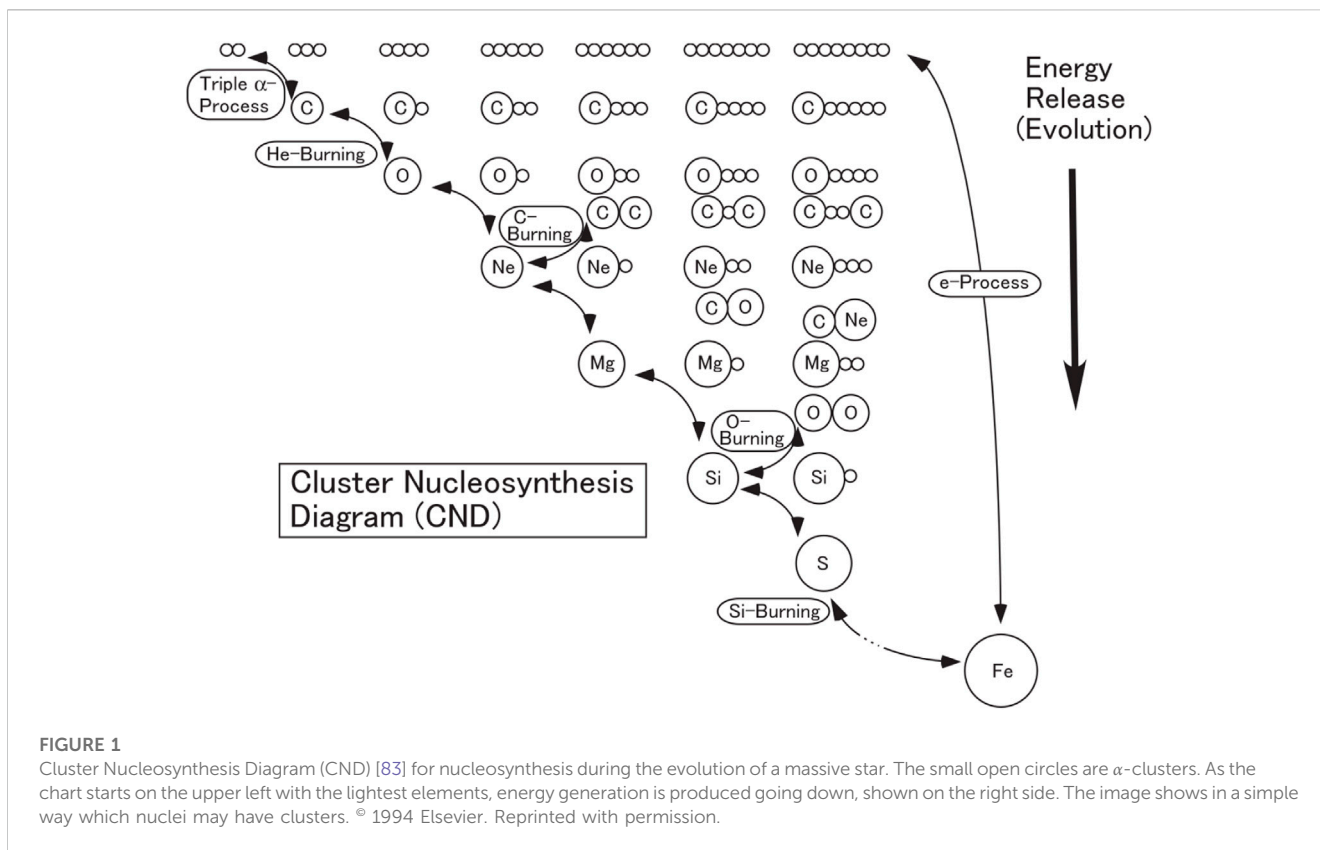 Energy
Release
(Evolution)
Triple α-
Process
C
C
C
C
C
C
He-Burning
O
O
O
O
O
C-
Burning
C C
C C
C C
Ne
Ne
Ne
Ne
e-Process
C O
C Ne
Mg
Mg
Mg
O-
Burning
O O
Cluster Nucleosynthesis
Diagram (CND)
Si
Si
S
Si-Burning
Fe
FIGURE 1
Cluster Nucleosynthesis Diagram (CND) [83] for nucleosynthesis during the evolution of a massive star. The small open circles are α-clusters. As the
chart starts on the upper left with the lightest elements, energy generation is produced going down, shown on the right side. The image shows in a simple
way which nuclei may have clusters. © 1994 Elsevier. Reprinted with permission.